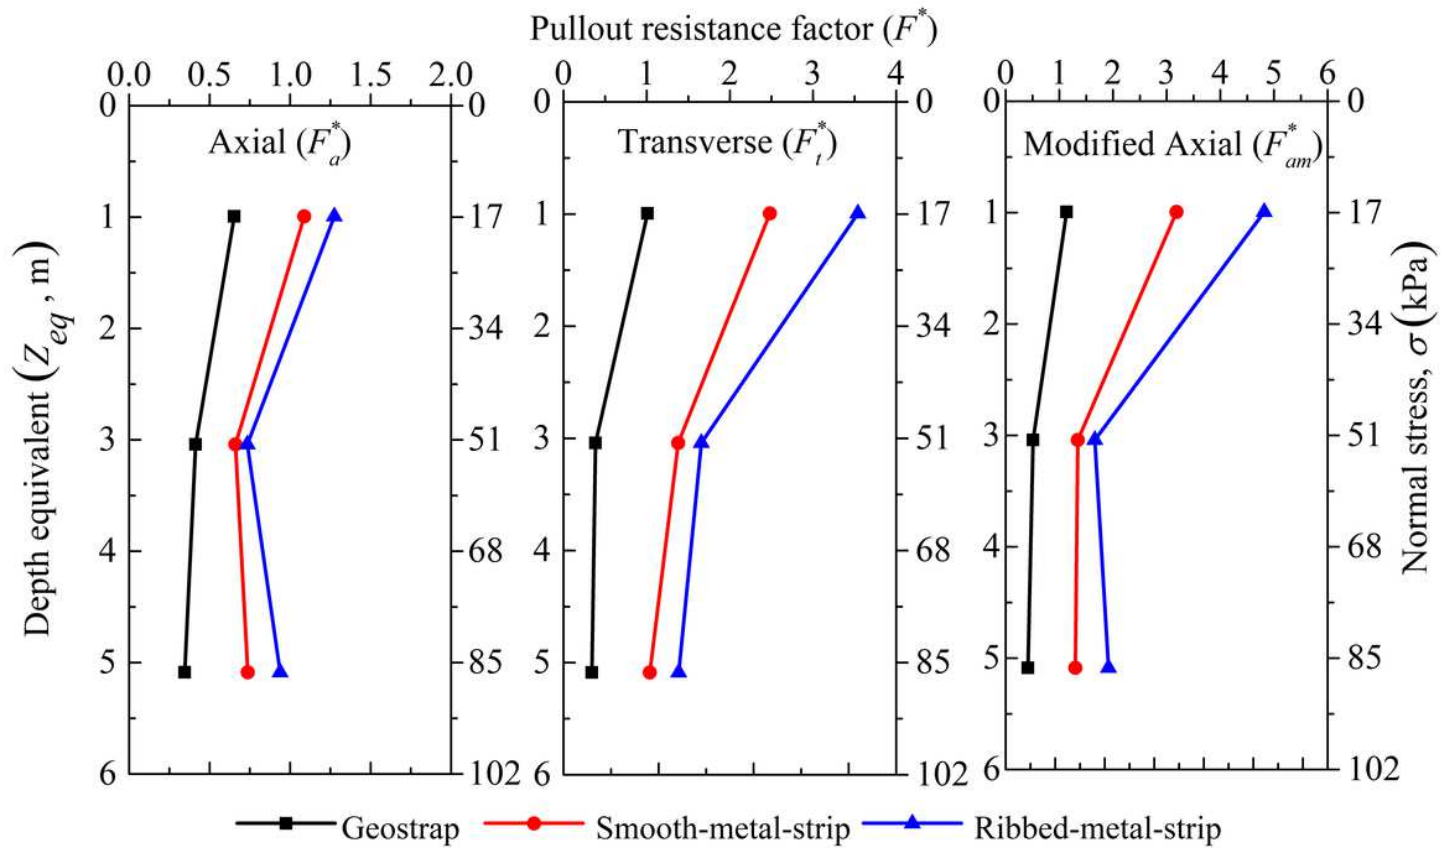 Pullout resistance factor (F*)
0.0 0.5 1.0 1.5 2.0
0 1 2 3 4
0 1 2 3 4 5 6
Axial (F*a)
Transverse (F*t)
Modified Axial (F*am)
0 0 0 0 0 0
1 17 1 17 1 17
2 34 2 34 2 34
3 51 3 51 3 51
4 68 4 68 4 68
5 85 5 85 5 85
6 102 6 102 6 102
Depth equivalent (Zeq, m)
Normal stress, σ (kPa)
Geostrap Smooth-metal-strip Ribbed-metal-strip